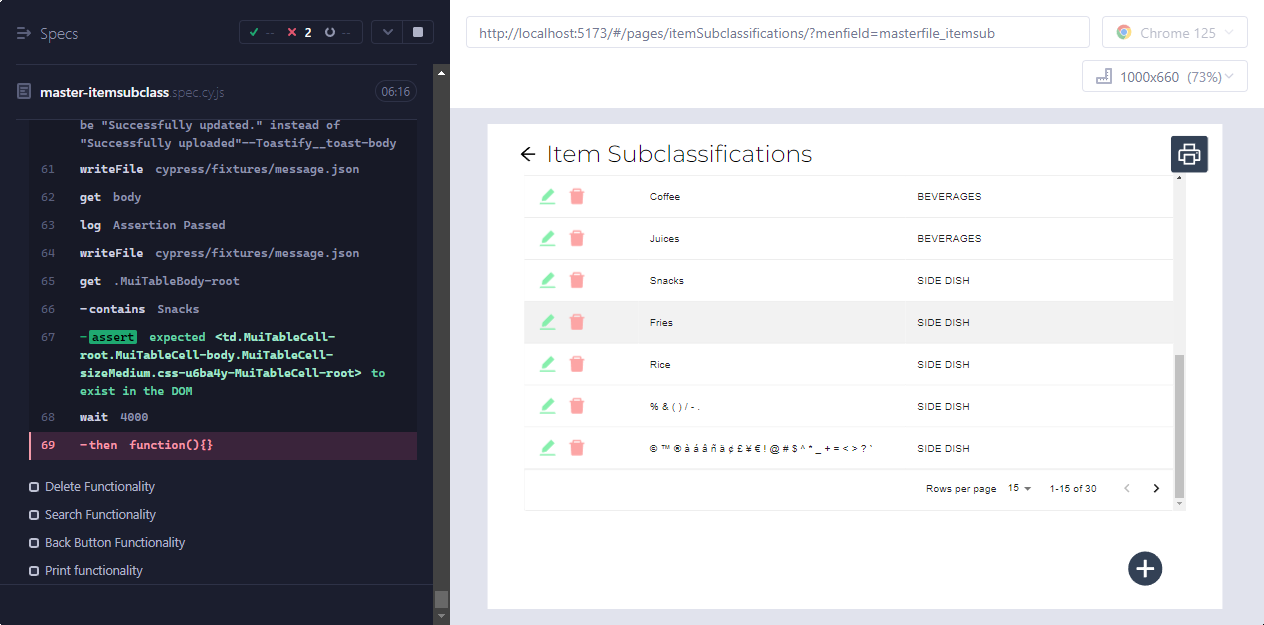 Specs
-- 2 --
master-itemsubclass.spec.cy.js 06:16
be "Successfully updated." instead of
"Successfully uploaded"--Toastify__toast-body
61 writeFile cypress/fixtures/message.json
62 get body
63 log Assertion Passed
64 writeFile cypress/fixtures/message.json
65 get .MuiTableBody-root
66 -contains Snacks
67 -assert expected <td.MuiTableCell-
root.MuiTableCell-body.MuiTableCell-
sizeMedium.css-u6ba4y-MuiTableCell-root> to
exist in the DOM
68 wait 4000
69 -then function(){}
Delete Functionality
Search Functionality
Back Button Functionality
Print functionality
http://localhost:5173/#/pages/itemSubclassifications/?menfield=masterfile_itemsub
Chrome 125
1000x660 (73%)
Item Subclassifications
Coffee BEVERAGES
Juices BEVERAGES
Snacks SIDE DISH
Fries SIDE DISH
Rice SIDE DISH
% & ( ) / - . SIDE DISH
© ™ ® à á â ñ ä ¢ £ ¥ € ! @ # $ ^ * _ + = < > ? ` SIDE DISH
Rows per page 15 1-15 of 30